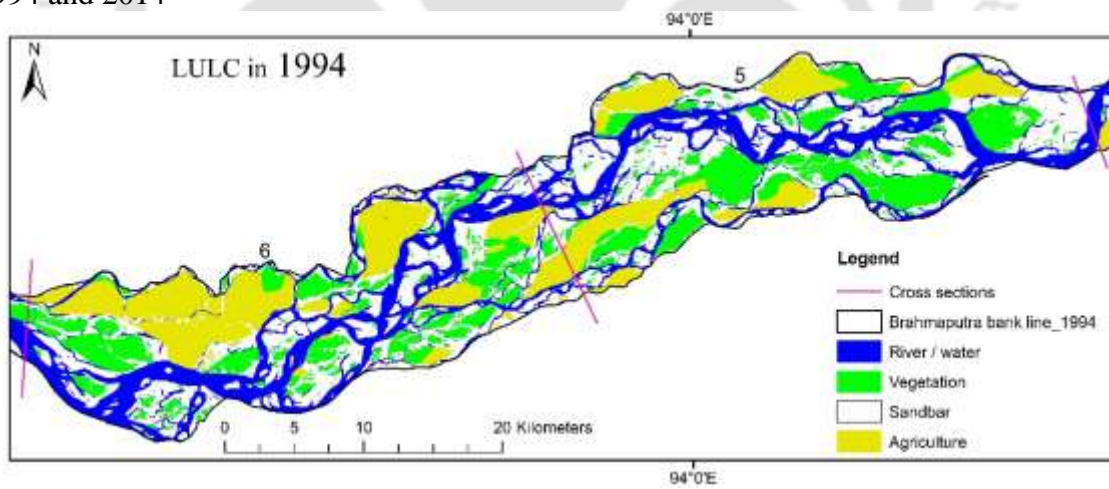 1994 and 2014
94°0'E
N
LULC in 1994
5
6
Legend
Cross sections
Brahmaputra bank line_1994
River / water
Vegetation
Sandbar
Agriculture
0 5 10 20 Kilometers
94°0'E